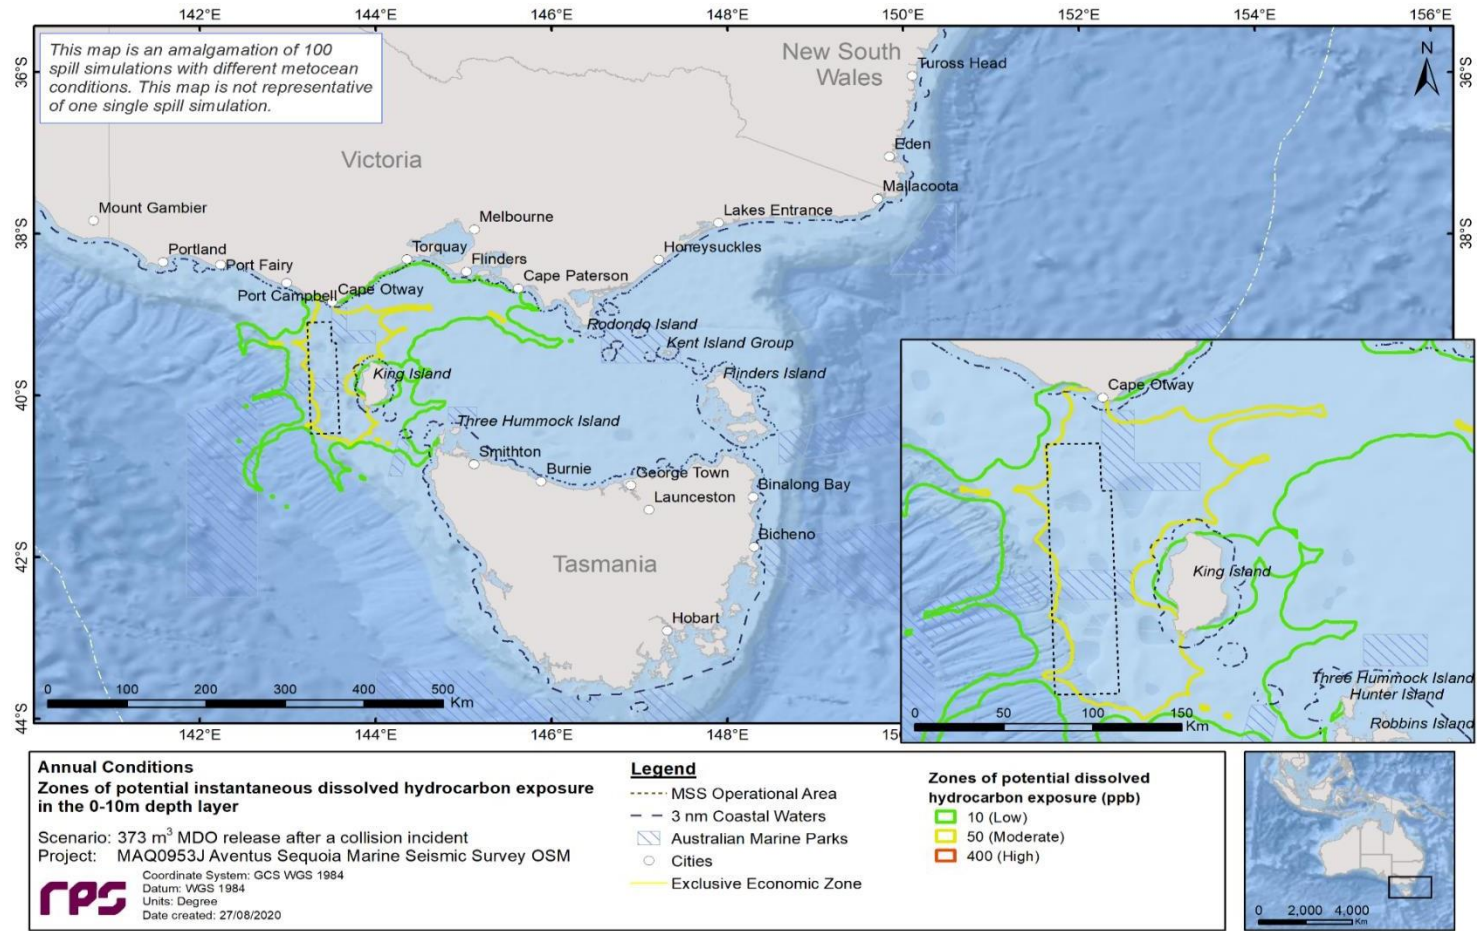 142°E 144°E 146°E 148°E 150°E 152°E 154°E 156°E
This map is an amalgamation of 100
spill simulations with different metocean
conditions. This map is not representative
of one single spill simulation.
New South
Wales
N
36°S
36°S
Tuross Head
Victoria
Eden
Mallacoota
Mount Gambier
Melbourne
Lakes Entrance
38°S
38°S
Portland
Torquay
Honeysuckles
Port Fairy
Flinders
Cape Paterson
Port Campbell
Cape Otway
Rodondo Island
Kent Island Group
King Island
Flinders Island
40°S
Three Hummock Island
Smithton
Burnie
George Town
Launceston
Binalong Bay
Bicheno
42°S
Tasmania
Hobart
0 100 200 300 400 500
Km
44°S
142°E 144°E 146°E 148°E 150
Cape Otway
King Island
Three Hummock Island
Hunter Island
Robbins Island
0 50 100 150
Km
Annual Conditions
Zones of potential instantaneous dissolved hydrocarbon exposure
in the 0-10m depth layer
Scenario: 373 m³ MDO release after a collision incident
Project: MAQ0953J Aventus Sequoia Marine Seismic Survey OSM
rps
Coordinate System: GCS WGS 1984
Datum: WGS 1984
Units: Degree
Date created: 27/08/2020
Legend
MSS Operational Area
3 nm Coastal Waters
Australian Marine Parks
Cities
Exclusive Economic Zone
Zones of potential dissolved
hydrocarbon exposure (ppb)
10 (Low)
50 (Moderate)
400 (High)
0 2,000 4,000
Km